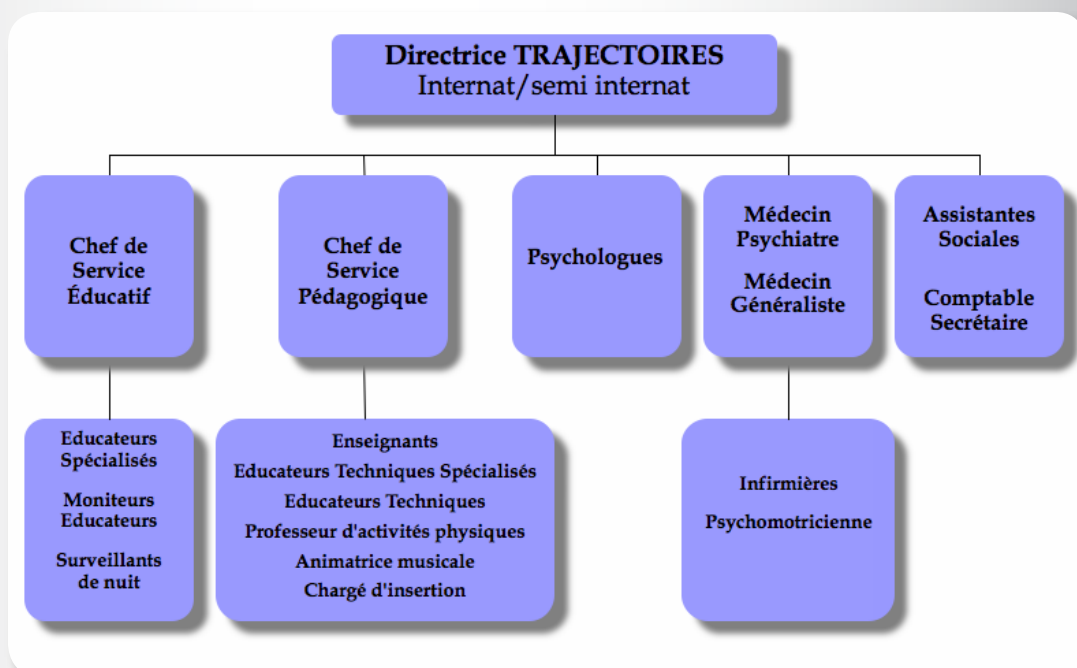 Directrice TRAJECTOIRES
Internat/semi internat
Chef de
Service
Éducatif
Chef de
Service
Pédagogique
Psychologues
Médecin
Psychiatre
Médecin
Généraliste
Assistantes
Sociales
Comptable
Secrétaire
Educateurs
Spécialisés
Moniteurs
Educateurs
Surveillants
de nuit
Enseignants
Educateurs Techniques Spécialisés
Educateurs Techniques
Professeur d'activités physiques
Animatrice musicale
Chargé d'insertion
Infirmières
Psychomotricienne